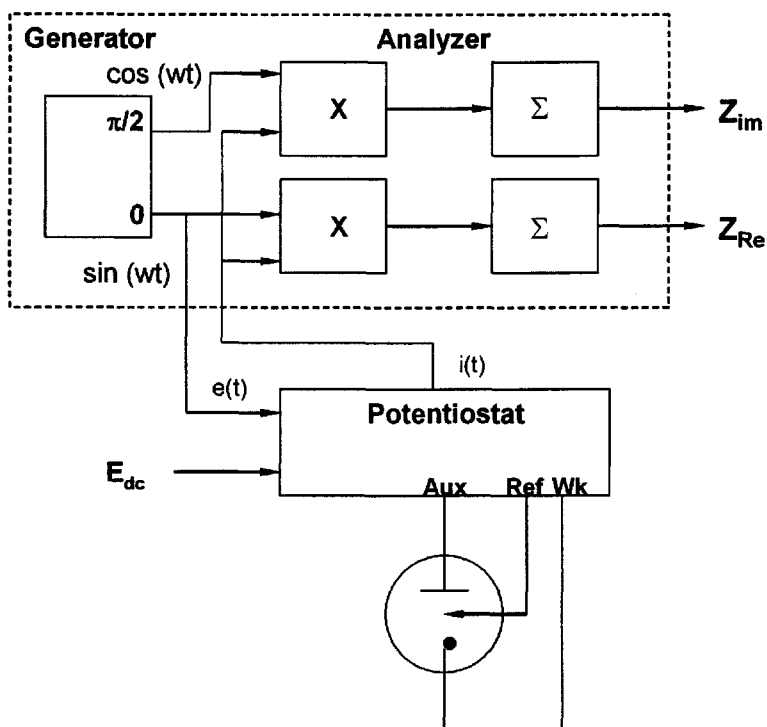 Generator
Analyzer
cos (wt)
π/2
X
Σ
Z_im
0
X
Σ
Z_Re
sin (wt)
e(t)
i(t)
Potentiostat
E_dc
Aux
Ref
Wk